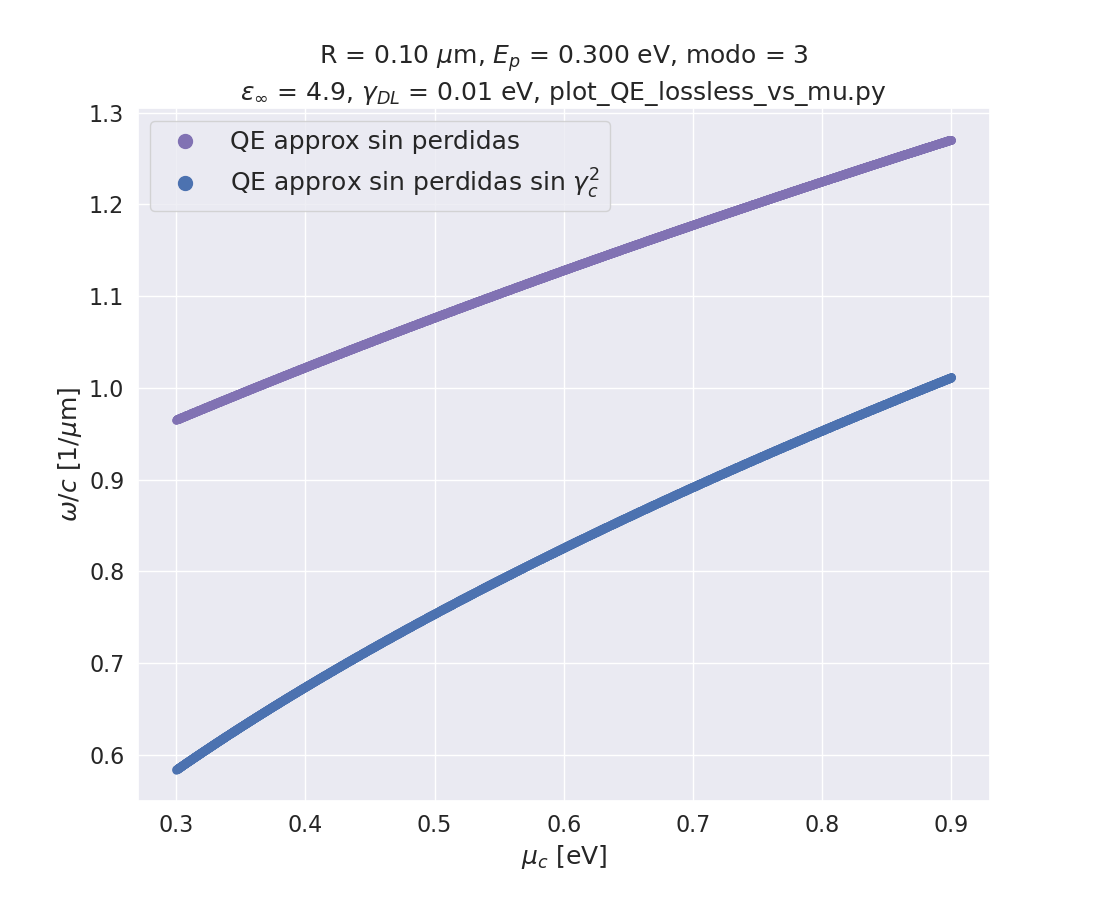 R = 0.10 μm, E_p = 0.300 eV, modo = 3
ε_∞ = 4.9, γ_DL = 0.01 eV, plot_QE_lossless_vs_mu.py
QE approx sin perdidas
QE approx sin perdidas sin γ_c^2
1.3
1.2
1.1
1.0
0.9
0.8
0.7
0.6
ω/c [1/μm]
0.3 0.4 0.5 0.6 0.7 0.8 0.9
μ_c [eV]